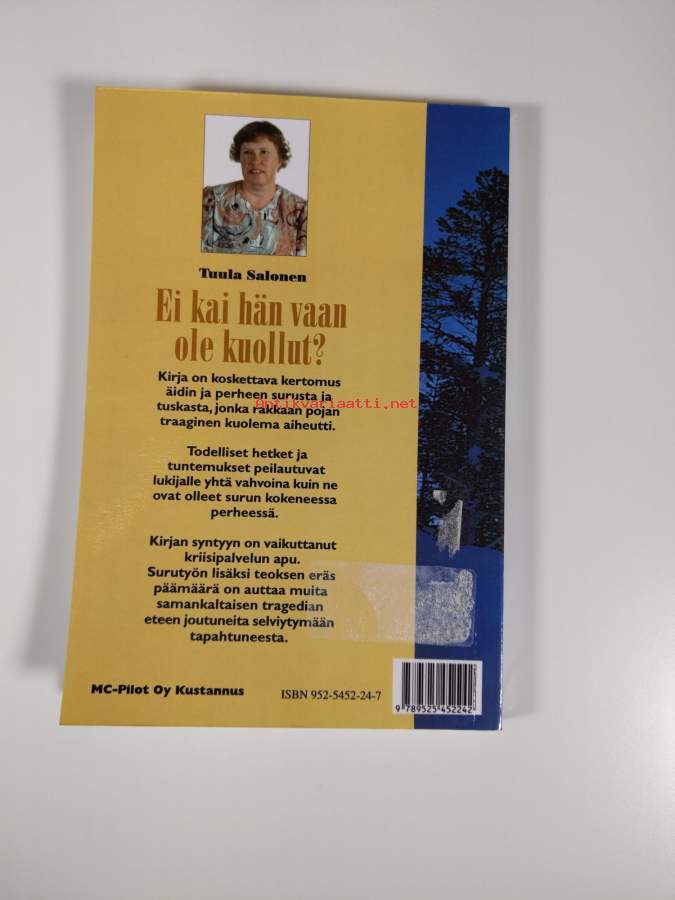 Tuula Salonen
Ei kai hän vaan
ole kuollut?
Kirja on koskettava kertomus
äidin ja perheen surusta ja
tuskasta, jonka rakkaan pojan
Antikvariaatti.net
traaginen kuolema aiheutti.
Todelliset hetket ja
tuntemukset peilautuvat
lukijalle yhtä vahvoina kuin ne
ovat olleet surun kokeneessa
perheessä.
Kirjan syntyyn on vaikuttanut
kriisipalvelun apu.
Surutyön lisäksi teoksen eräs
päämäärä on auttaa muita
samankaltaisen tragedian
eteen joutuneita selviytymään
tapahtuneesta.
MC-Pilot Oy Kustannus
ISBN 952-5452-24-7
9 789525 452242